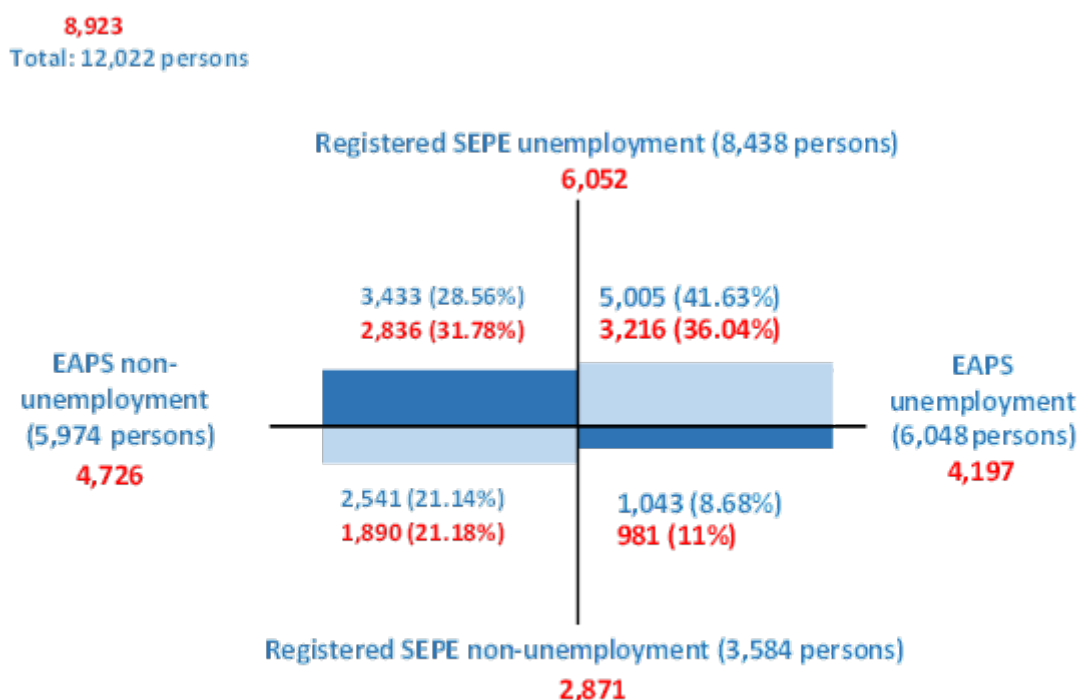 8,923
Total: 12,022 persons
Registered SEPE unemployment (8,438 persons)
6,052
3,433 (28.56%)
2,836 (31.78%)
5,005 (41.63%)
3,216 (36.04%)
EAPS non-
unemployment
(5,974 persons)
4,726
EAPS
unemployment
(6,048 persons)
4,197
2,541 (21.14%)
1,890 (21.18%)
1,043 (8.68%)
981 (11%)
Registered SEPE non-unemployment (3,584 persons)
2,871